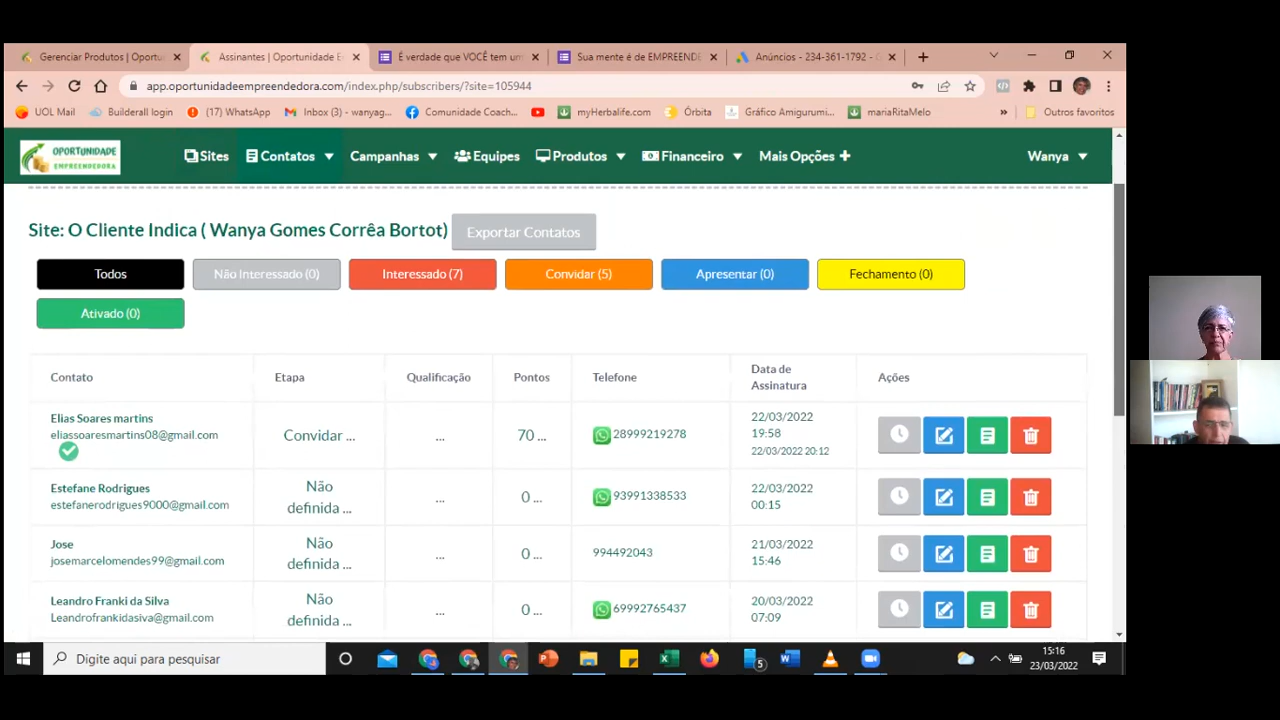 Gerenciar Produtos | Oportu
Assinantes | Oportunidade E
É verdade que VOCÊ tem um
Sua mente é de EMPREENDE
Anúncios - 234-361-1792 - G
app.oportunidadeempreendedora.com/index.php/subscribers/?site=105944
UOL Mail
Builderall login
(17) WhatsApp
Inbox (3) - wanyag...
Comunidade Coach...
myHerbalife.com
Órbita
Gráfico Amigurumi...
mariaRitaMelo
»
Outros favoritos
OPORTUNIDADE
EMPREENDEDORA
Sites
Contatos
Campanhas
Equipes
Produtos
Financeiro
Mais Opções +
Wanya
Site: O Cliente Indica ( Wanya Gomes Corrêa Bortot)
Exportar Contatos
Todos
Não Interessado (0)
Interessado (7)
Convidar (5)
Apresentar (0)
Fechamento (0)
Ativado (0)
Contato
Etapa
Qualificação
Pontos
Telefone
Data de
Assinatura
Ações
Elias Soares martins
eliassoaresmartins08@gmail.com
Convidar ...
...
70 ...
28999219278
22/03/2022
19:58
22/03/2022 20:12
Estefane Rodrigues
estefanerodrigues9000@gmail.com
Não
definida ...
...
0 ...
93991338533
22/03/2022
00:15
Jose
josemarcelomendes99@gmail.com
Não
definida ...
...
0 ...
994492043
21/03/2022
15:46
Leandro Franki da Silva
Leandrofrankidasiva@gmail.com
Não
definida ...
...
0 ...
69992765437
20/03/2022
07:09
Digite aqui para pesquisar
5
15:16
23/03/2022